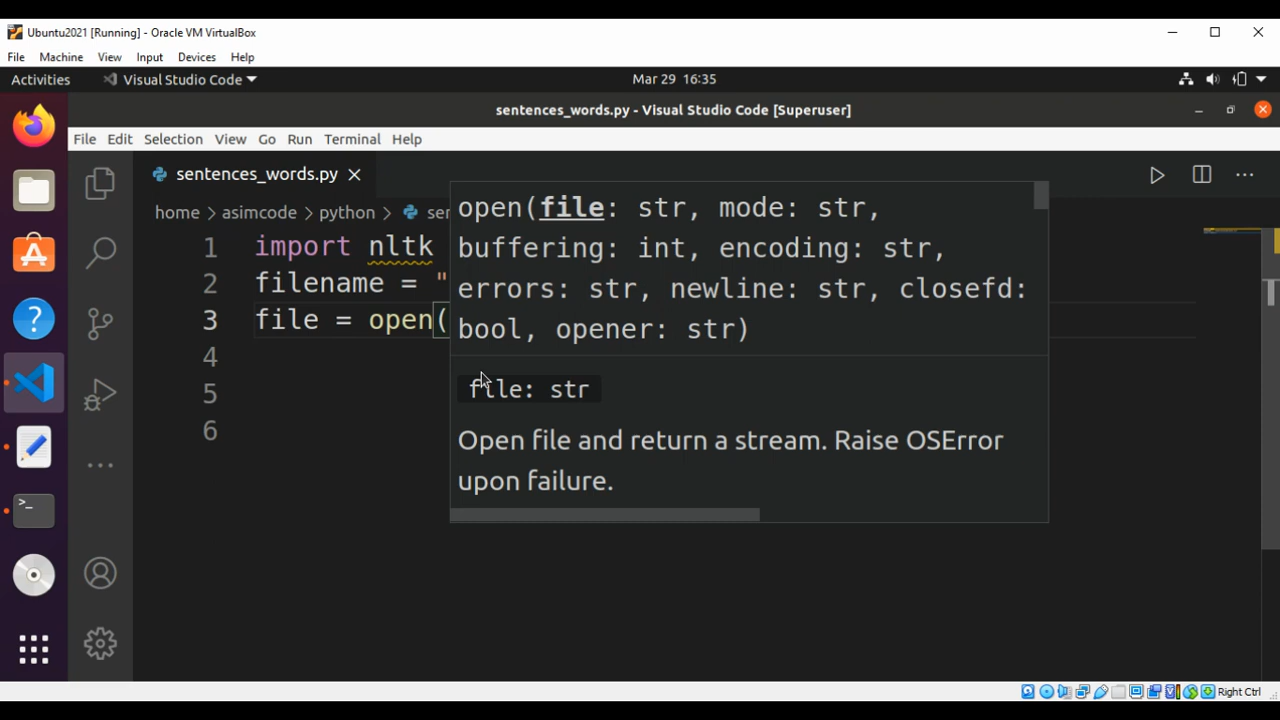 Ubuntu2021 [Running] - Oracle VM VirtualBox
File Machine View Input Devices Help
Activities Visual Studio Code Mar 29 16:35
sentences_words.py - Visual Studio Code [Superuser]
File Edit Selection View Go Run Terminal Help
sentences_words.py
home > asimcode > python >
1 import nltk
2 filename = "
3 file = open(
4
5
6
open(file: str, mode: str,
buffering: int, encoding: str,
errors: str, newline: str, closefd:
bool, opener: str)
file: str
Open file and return a stream. Raise OSError
upon failure.
Right Ctrl